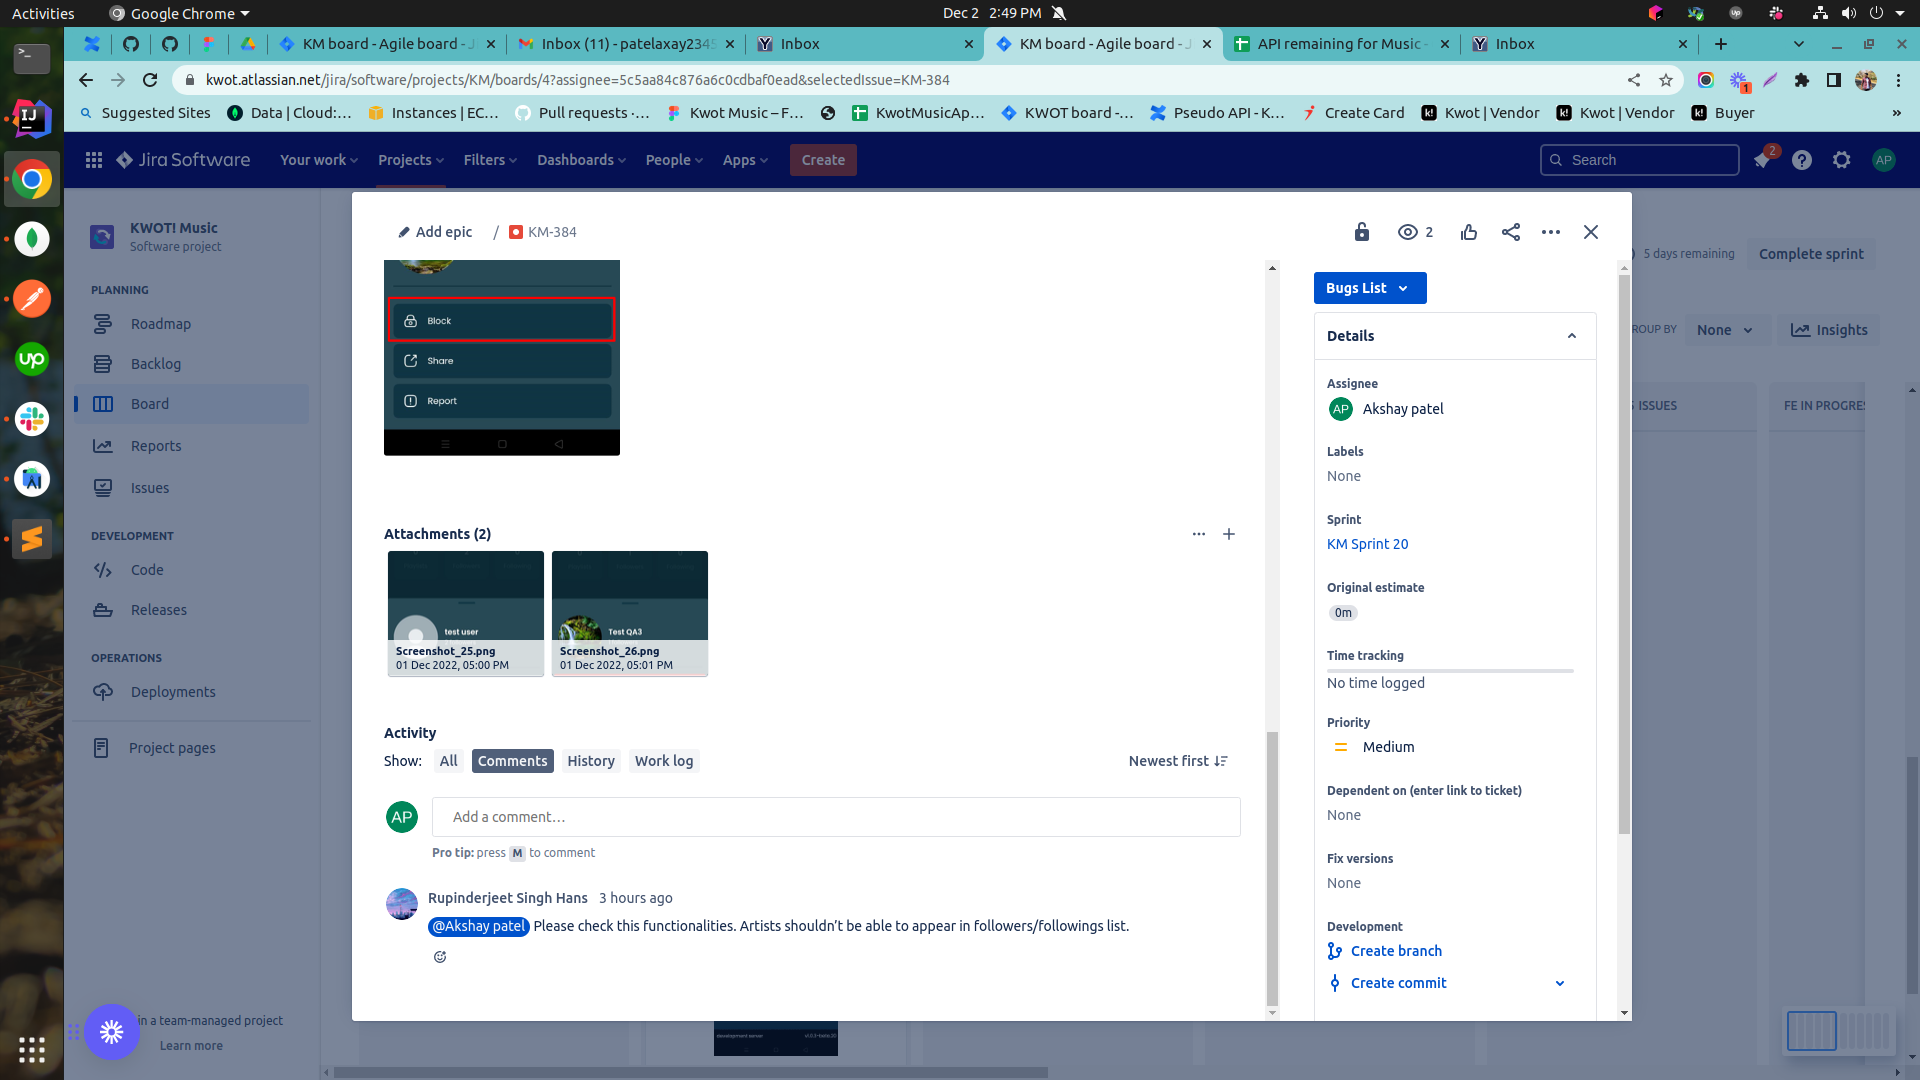 Activities
Google Chrome
Dec 2 2:49 PM
KM board - Agile board - J
Inbox (11) - patelaxay2345
Inbox
KM board - Agile board - J
API remaining for Music -
Inbox
kwot.atlassian.net/jira/software/projects/KM/boards/4?assignee=5c5aa84c876a6c0cdbaf0ead&selectedIssue=KM-384
1
Suggested Sites
Data | Cloud:...
Instances | EC...
Pull requests ·...
Kwot Music – F...
KwotMusicAp...
KWOT board -...
Pseudo API - K...
Create Card
Kwot | Vendor
Kwot | Vendor
Buyer
»
Jira Software
Your work
Projects
Filters
Dashboards
People
Apps
Create
Search
2
AP
KWOT! Music
Software project
PLANNING
Roadmap
Backlog
Board
Reports
Issues
DEVELOPMENT
Code
Releases
OPERATIONS
Deployments
Project pages
in a team-managed project
Learn more
Add epic
/
KM-384
2
Block
Share
Report
Attachments (2)
test user
Screenshot_25.png
01 Dec 2022, 05:00 PM
Test QA3
Screenshot_26.png
01 Dec 2022, 05:01 PM
Activity
Show:
All
Comments
History
Work log
Newest first
AP
Add a comment…
Pro tip: press M to comment
Rupinderjeet Singh Hans 3 hours ago
@Akshay patel Please check this functionalities. Artists shouldn’t be able to appear in followers/followings list.
Bugs List
Details
Assignee
AP
Akshay patel
Labels
None
Sprint
KM Sprint 20
Original estimate
0m
Time tracking
No time logged
Priority
Medium
Dependent on (enter link to ticket)
None
Fix versions
None
Development
Create branch
Create commit
5 days remaining
Complete sprint
ROUP BY
None
Insights
ISSUES
FE IN PROGRES
development server